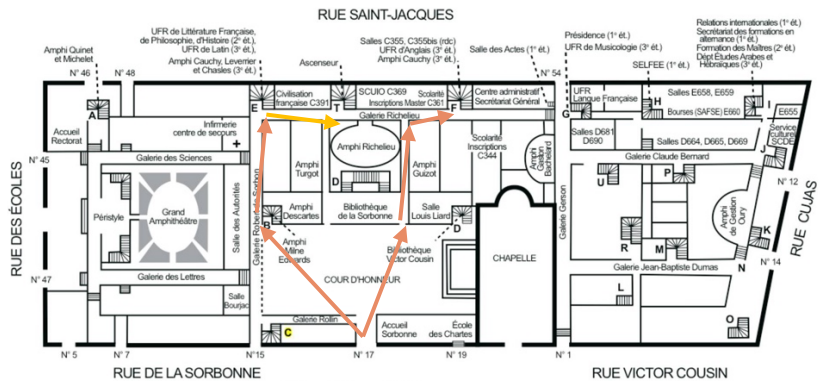 RUE SAINT-JACQUES
UFR de Littérature Française,
de Philosophie, d'Histoire (2e ét.),
UFR de Latin (3e ét.),
Amphi Cauchy, Leverrier
et Chasles (3e ét.)
Amphi Quinet
et Michelet
Ascenseur
Salles C355, C355bis (rdc)
UFR d'Anglais (3e ét.)
Amphi Cauchy (3e ét.)
Salle des Actes (1e ét.)
Présidence (1e ét.)
UFR de Musicologie (3e ét.)
Relations internationales (1e ét.)
Secrétariat des formations en
alternance (1e ét.)
Formation des Maîtres (2e ét.)
Dépt Études Arabes et
Hébraïques (3e ét.)
SELFEE (1e ét.)
N° 46
N° 48
N° 54
A
E
T
F
G
H
I
Civilisation
française C391
SCUIO C369
Scolarité
Inscriptions Master C361
Centre administratif
Secrétariat Général
Galerie Richelieu
UFR
Langue Française
Salles E658, E659
Bourses (SAFSE) E660
E655
Service
culturel
SCDE
J
Accueil
Rectorat
Infirmerie
centre de secours
+
Amphi Richelieu
Scolarité
Inscriptions
C344
Amphi
Gaston
Bachelard
Salles D681
D690
Salles D664, D665, D669
N° 45
Galerie des Sciences
Amphi
Turgot
Amphi
Guizot
D
Galerie Claude Bernard
U
P
N° 12
RUE DES ÉCOLES
Péristyle
Grand
Amphithéâtre
Salle des Autorités
Galerie Robert de Sorbon
Amphi
Descartes
Bibliothèque
de la Sorbonne
Salle
Louis Liard
B
D
Galerie Gerson
Amphi
de Gestion
Oury
K
RUE CUJAS
R
M
N
N° 14
Amphi
Milne
Edwards
Bibliothèque
Victor Cousin
CHAPELLE
N° 47
Galerie des Lettres
COUR D'HONNEUR
Galerie Jean-Baptiste Dumas
Salle
Bourjac
L
O
Galerie Rollin
C
Accueil
Sorbonne
École
des Chartes
N° 5
N° 7
N° 15
N° 17
N° 19
N° 1
RUE DE LA SORBONNE
RUE VICTOR COUSIN